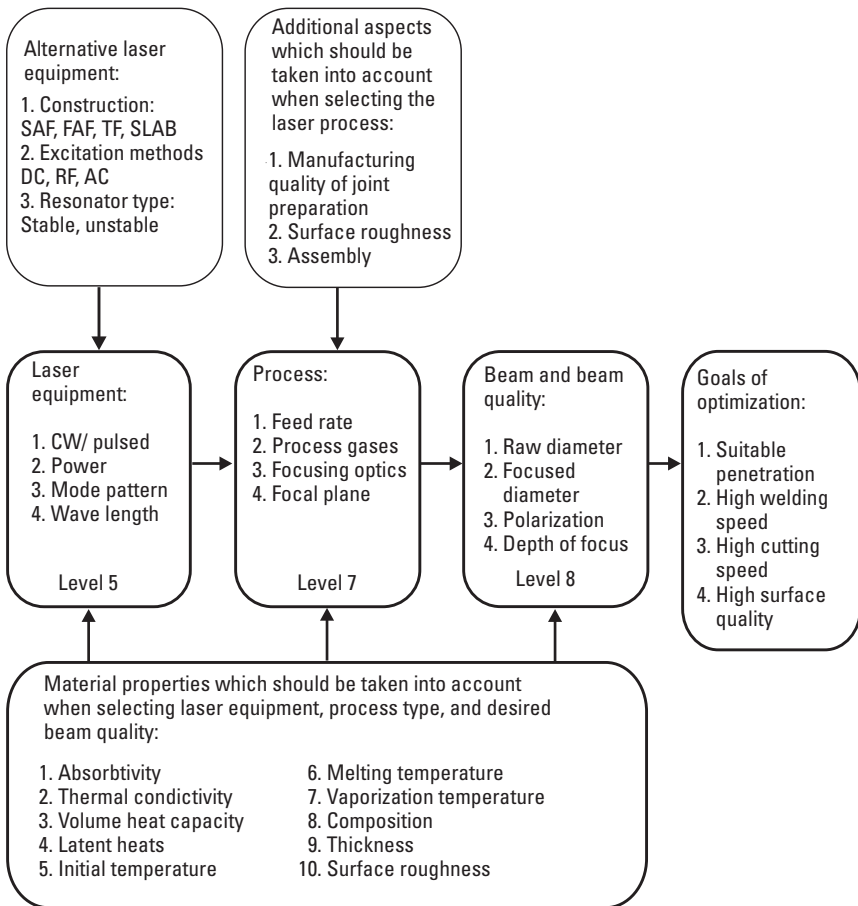 Alternative laser
equipment:
1. Construction:
SAF, FAF, TF, SLAB
2. Excitation methods
DC, RF, AC
3. Resonator type:
Stable, unstable
Additional aspects
which should be
taken into account
when selecting the
laser process:
1. Manufacturing
quality of joint
preparation
2. Surface roughness
3. Assembly
Laser
equipment:
1. CW/ pulsed
2. Power
3. Mode pattern
4. Wave length
Level 5
Process:
1. Feed rate
2. Process gases
3. Focusing optics
4. Focal plane
Level 7
Beam and beam
quality:
1. Raw diameter
2. Focused
diameter
3. Polarization
4. Depth of focus
Level 8
Goals of
optimization:
1. Suitable
penetration
2. High welding
speed
3. High cutting
speed
4. High surface
quality
Material properties which should be taken into account
when selecting laser equipment, process type, and desired
beam quality:
1. Absorbtivity
2. Thermal condictivity
3. Volume heat capacity
4. Latent heats
5. Initial temperature
6. Melting temperature
7. Vaporization temperature
8. Composition
9. Thickness
10. Surface roughness